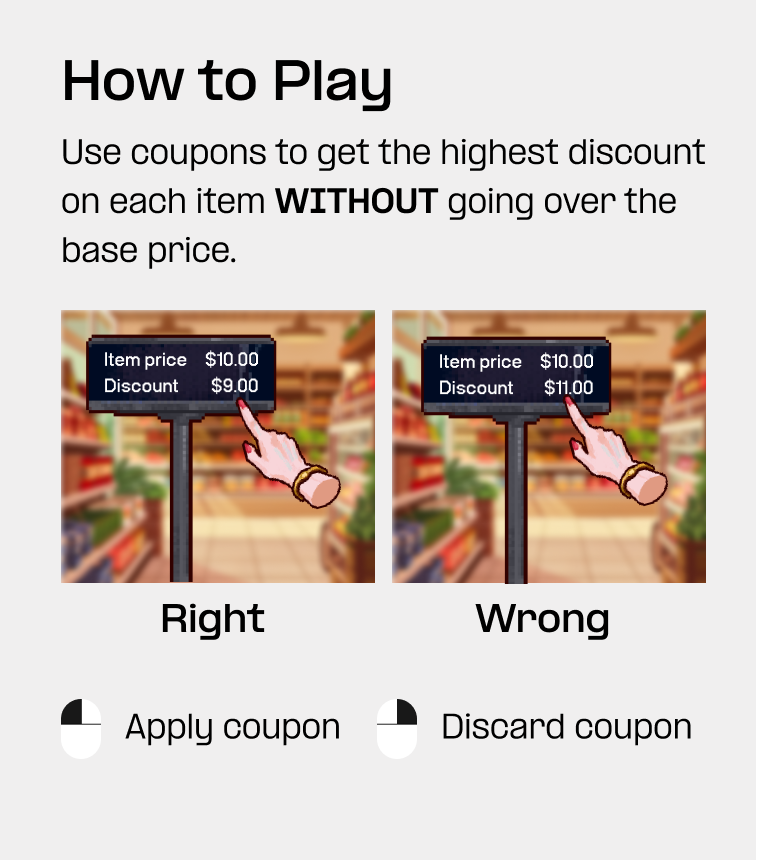 How to Play
Use coupons to get the highest discount
on each item WITHOUT going over the
base price.
Item price $10.00
Discount $9.00
Item price $10.00
Discount $11.00
Right
Wrong
Apply coupon
Discard coupon